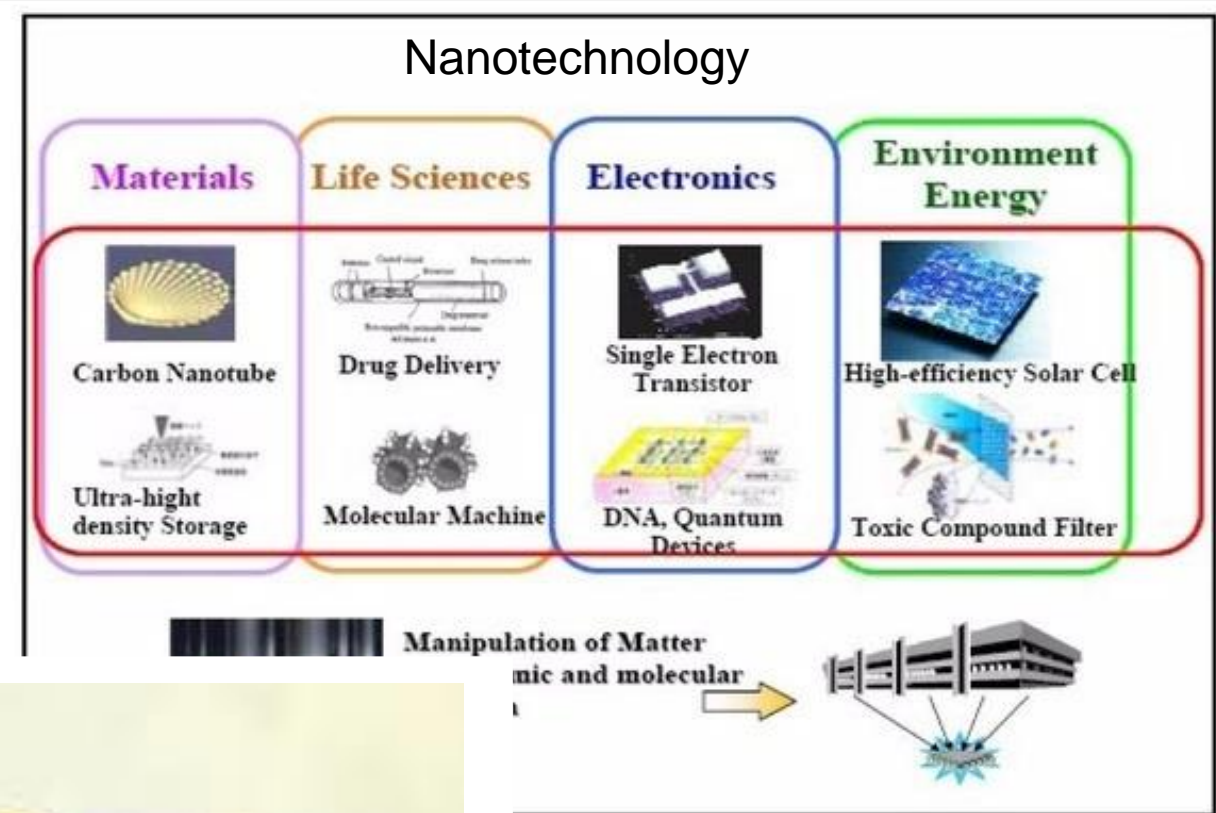 Nanotechnology
Materials
Life Sciences
Electronics
Environment
Energy
Carbon Nanotube
Drug Delivery
Single Electron
Transistor
High-efficiency Solar Cell
Ultra-hight
density Storage
Molecular Machine
DNA, Quantum
Devices
Toxic Compound Filter
Manipulation of Matter
and molecular